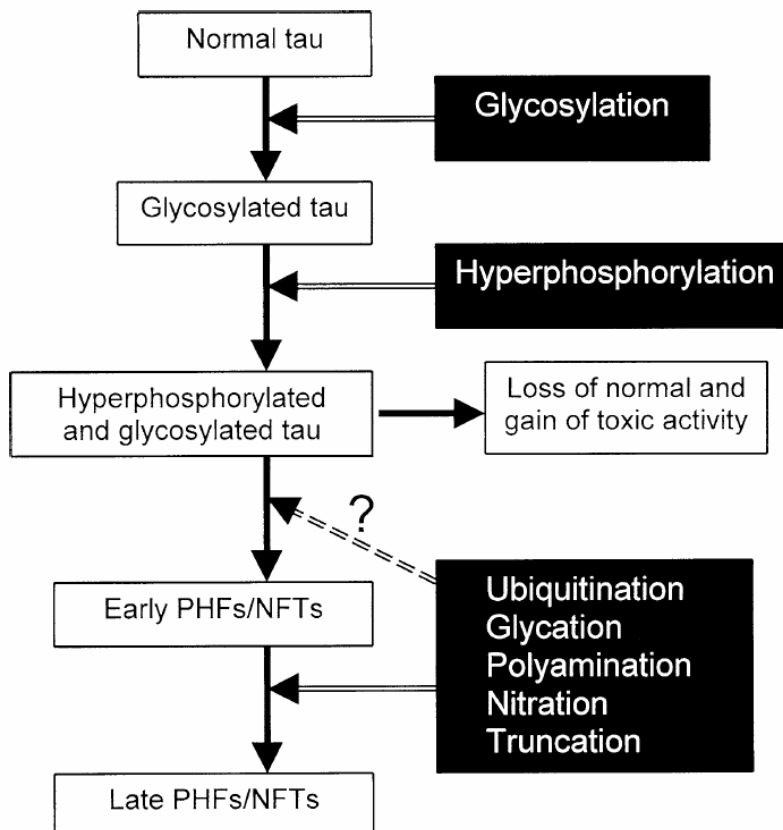 Normal tau
Glycosylation
Glycosylated tau
Hyperphosphorylation
Hyperphosphorylated
and glycosylated tau
Loss of normal and
gain of toxic activity
?
Ubiquitination
Glycation
Polyamination
Nitration
Truncation
Early PHFs/NFTs
Late PHFs/NFTs